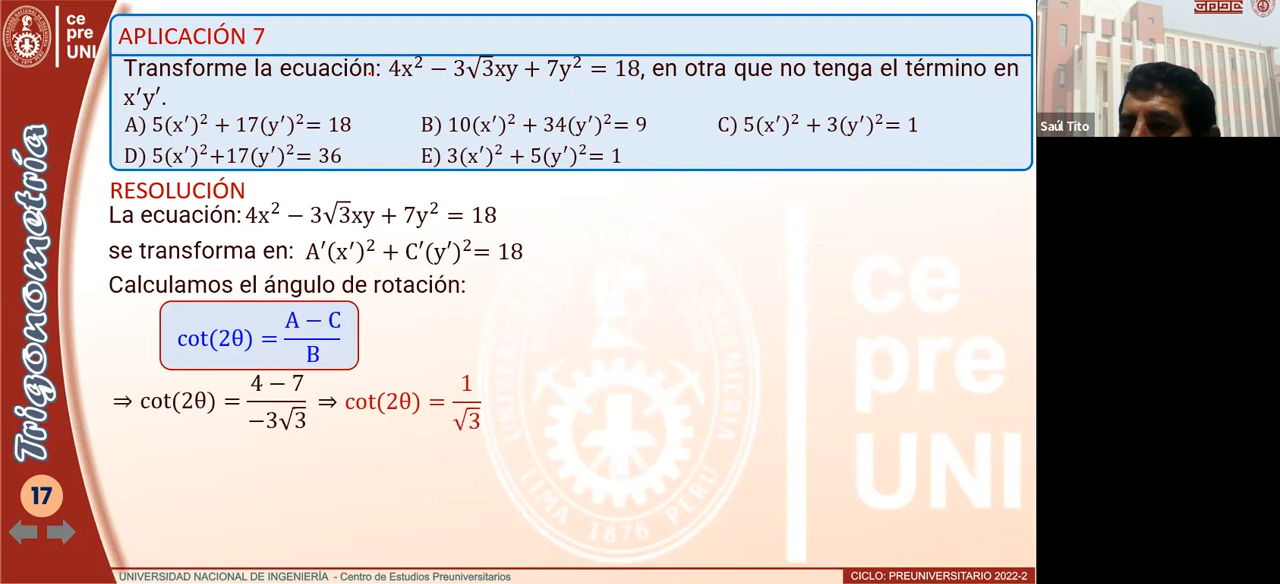 ce
pre
UNI
APLICACIÓN 7
Transforme la ecuación: 4x² − 3√3xy + 7y² = 18, en otra que no tenga el término en
x′y′.
A) 5(x′)² + 17(y′)²= 18 B) 10(x′)² + 34(y′)²= 9 C) 5(x′)² + 3(y′)²= 1
D) 5(x′)²+17(y′)²= 36 E) 3(x′)² + 5(y′)²= 1
Saúl Tito
RESOLUCIÓN
La ecuación: 4x² − 3√3xy + 7y² = 18
se transforma en: A′(x′)² + C′(y′)²= 18
Calculamos el ángulo de rotación:
cot(2θ) = (A − C)/B
⇒ cot(2θ) = (4 − 7)/(−3√3) ⇒ cot(2θ) = 1/√3
Trigonometría
17
ce
pre
UNI
LIMA 1876 PERU
UNIVERSIDAD NACIONAL DE INGENIERÍA - Centro de Estudios Preuniversitarios
CICLO: PREUNIVERSITARIO 2022-2